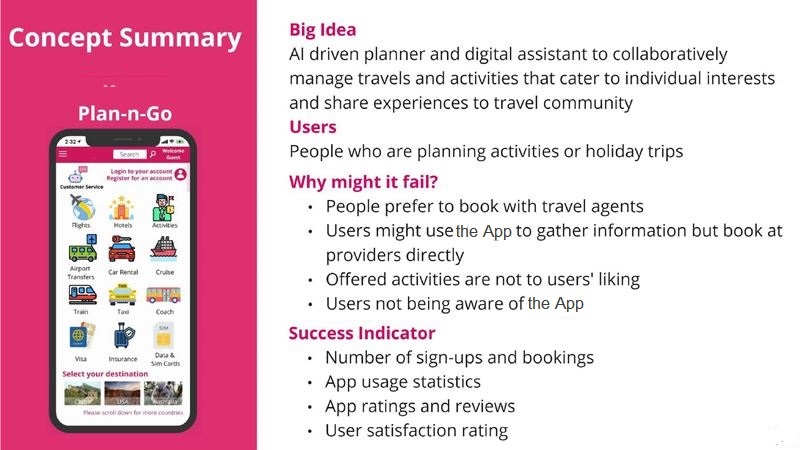 Concept Summary
Plan-n-Go
2:32
Search
Welcome
Guest
Login to your account
Register for an account
Customer Service
Flights
Hotels
Activities
Airport
Transfers
Car Rental
Cruise
TAXI
Train
Taxi
Coach
SIM
Visa
Insurance
Data &
Sim Cards
Select your destination
China
USA
Australia
Please scroll down for more countries
Big Idea
AI driven planner and digital assistant to collaboratively
manage travels and activities that cater to individual interests
and share experiences to travel community
Users
People who are planning activities or holiday trips
Why might it fail?
• People prefer to book with travel agents
• Users might use the App to gather information but book at
providers directly
• Offered activities are not to users' liking
• Users not being aware of the App
Success Indicator
• Number of sign-ups and bookings
• App usage statistics
• App ratings and reviews
• User satisfaction rating